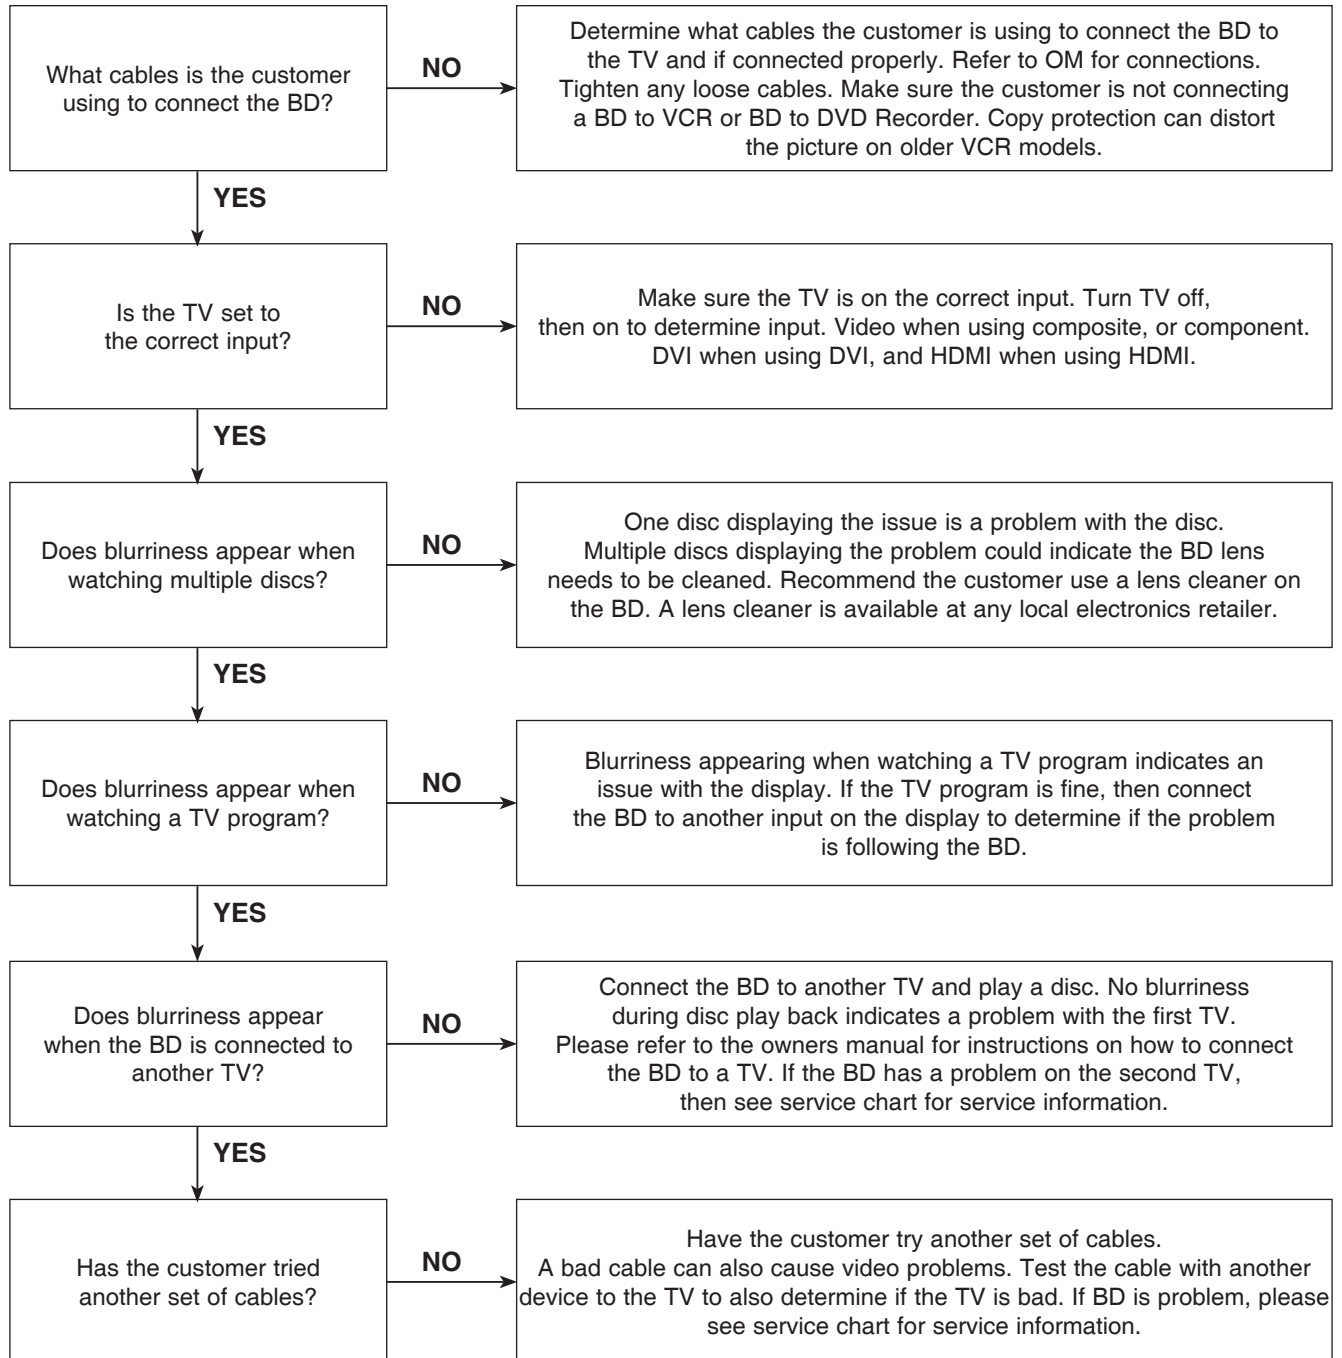 What cables is the customer
using to connect the BD?
NO
Determine what cables the customer is using to connect the BD to
the TV and if connected properly. Refer to OM for connections.
Tighten any loose cables. Make sure the customer is not connecting
a BD to VCR or BD to DVD Recorder. Copy protection can distort
the picture on older VCR models.
YES
Is the TV set to
the correct input?
NO
Make sure the TV is on the correct input. Turn TV off,
then on to determine input. Video when using composite, or component.
DVI when using DVI, and HDMI when using HDMI.
YES
Does blurriness appear when
watching multiple discs?
NO
One disc displaying the issue is a problem with the disc.
Multiple discs displaying the problem could indicate the BD lens
needs to be cleaned. Recommend the customer use a lens cleaner on
the BD. A lens cleaner is available at any local electronics retailer.
YES
Does blurriness appear when
watching a TV program?
NO
Blurriness appearing when watching a TV program indicates an
issue with the display. If the TV program is fine, then connect
the BD to another input on the display to determine if the problem
is following the BD.
YES
Does blurriness appear
when the BD is connected to
another TV?
NO
Connect the BD to another TV and play a disc. No blurriness
during disc play back indicates a problem with the first TV.
Please refer to the owners manual for instructions on how to connect
the BD to a TV. If the BD has a problem on the second TV,
then see service chart for service information.
YES
Has the customer tried
another set of cables?
NO
Have the customer try another set of cables.
A bad cable can also cause video problems. Test the cable with another
device to the TV to also determine if the TV is bad. If BD is problem, please
see service chart for service information.